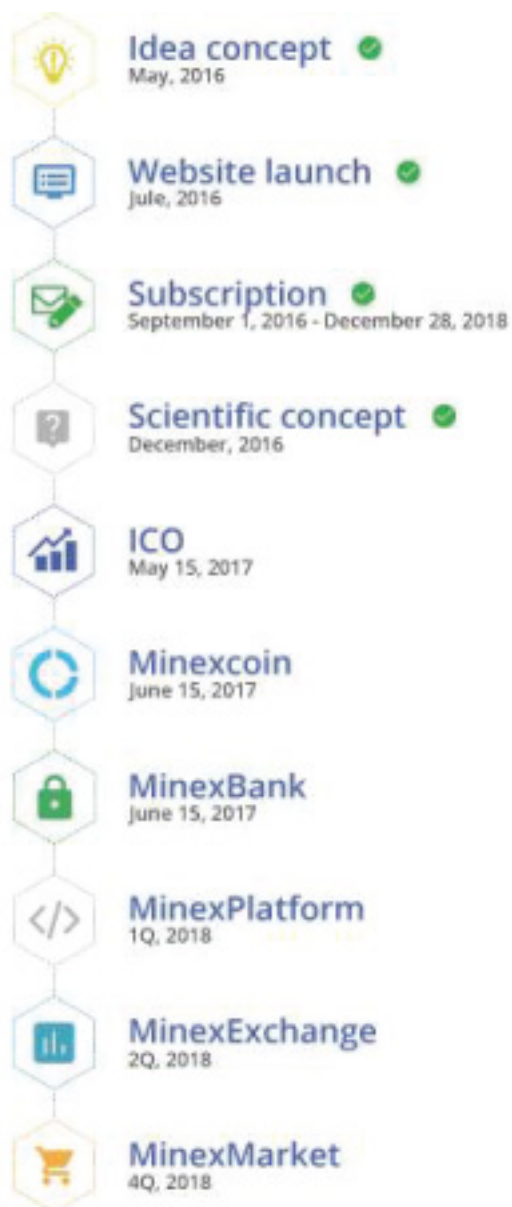 Idea concept
May, 2016
Website launch
Jule, 2016
Subscription
September 1, 2016 - December 28, 2018
Scientific concept
December, 2016
ICO
May 15, 2017
Minexcoin
June 15, 2017
MinexBank
June 15, 2017
MinexPlatform
1Q, 2018
MinexExchange
2Q, 2018
MinexMarket
4Q, 2018